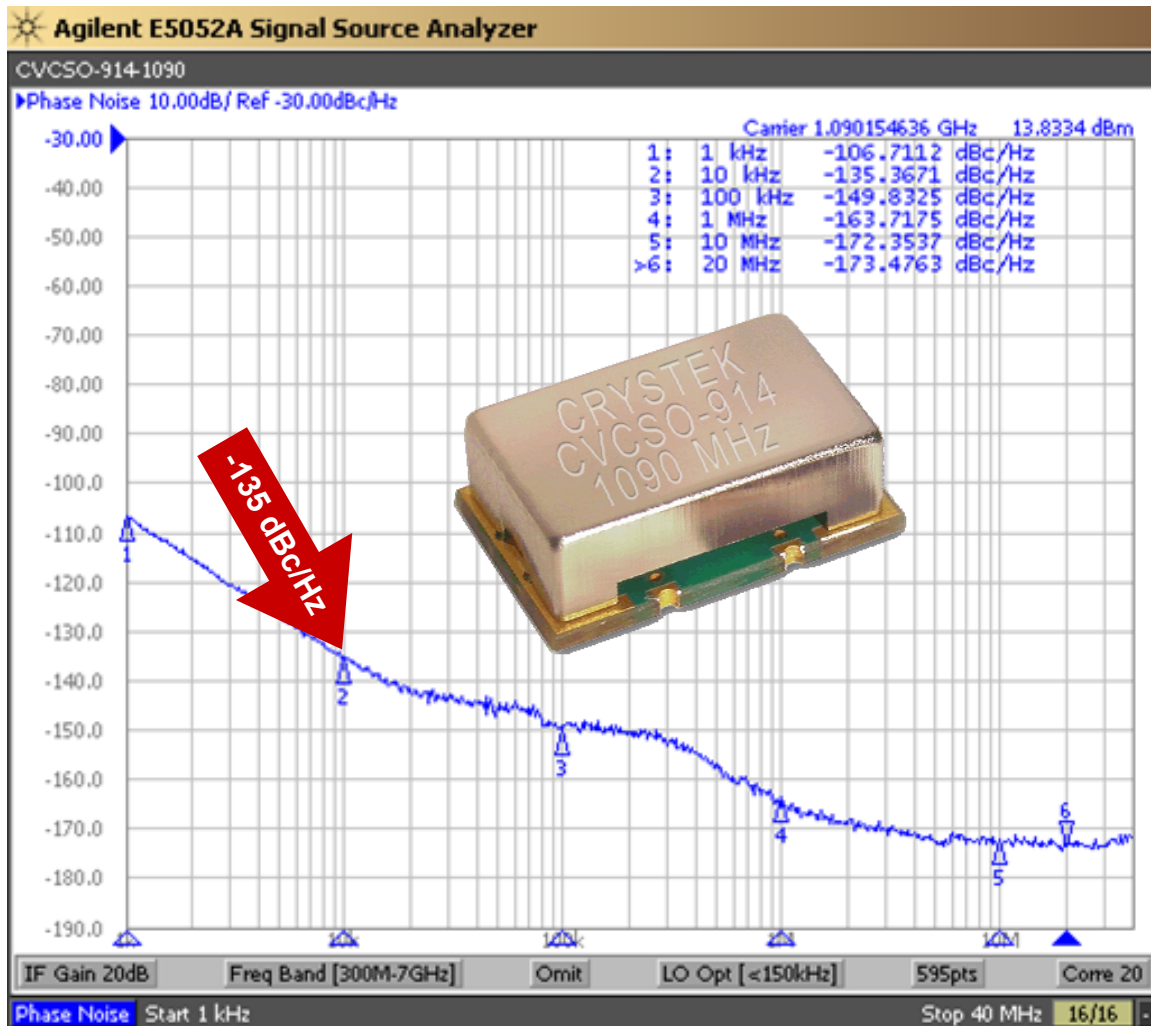 Agilent E5052A Signal Source Analyzer
CVCSO-914-1090
Phase Noise 10.00dB/ Ref -30.00dBc/Hz
Carrier 1.090154636 GHz 13.8334 dBm
1: 1 kHz -106.7112 dBc/Hz
2: 10 kHz -135.3671 dBc/Hz
3: 100 kHz -149.8325 dBc/Hz
4: 1 MHz -163.7175 dBc/Hz
5: 10 MHz -172.3537 dBc/Hz
>6: 20 MHz -173.4763 dBc/Hz
-30.00
-40.00
-50.00
-60.00
-70.00
-80.00
-90.00
-100.0
-110.0
-120.0
-130.0
-140.0
-150.0
-160.0
-170.0
-180.0
-190.0
CRYSTEK
CVCSO-914
1090 MHz
-135 dBc/Hz
1
2
3
4
5
6
10k
100k
10M
IF Gain 20dB
Freq Band [300M-7GHz]
Omit
LO Opt [<150kHz]
595pts
Corre 20
Phase Noise Start 1 kHz
Stop 40 MHz 16/16